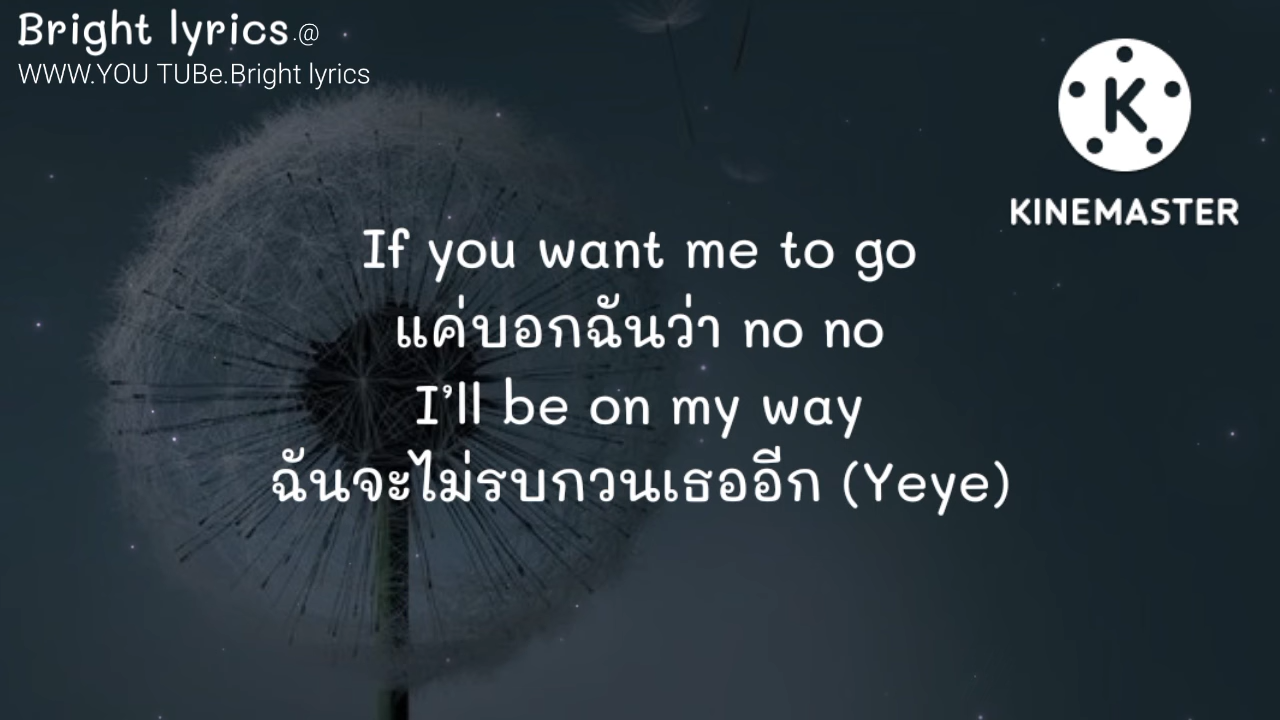 Bright lyrics.@
WWW.YOU TUBe.Bright lyrics
K
KINEMASTER
If you want me to go
แค่บอกฉันว่า no no
I'll be on my way
ฉันจะไม่รบกวนเธออีก (Yeye)